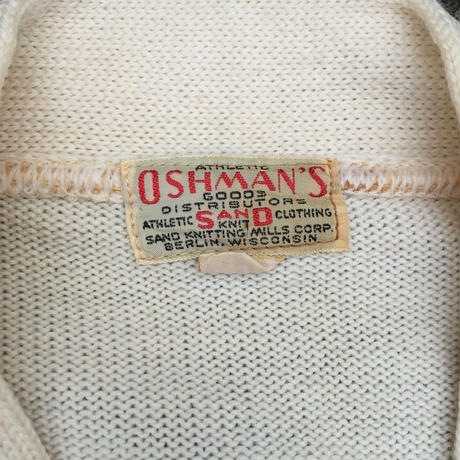 ATHLETIC
OSHMAN'S
GOODS
DISTRIBUTORS
ATHLETIC SAND CLOTHING
KNIT
SAND KNITTING MILLS CORP.
BERLIN, WISCONSIN.